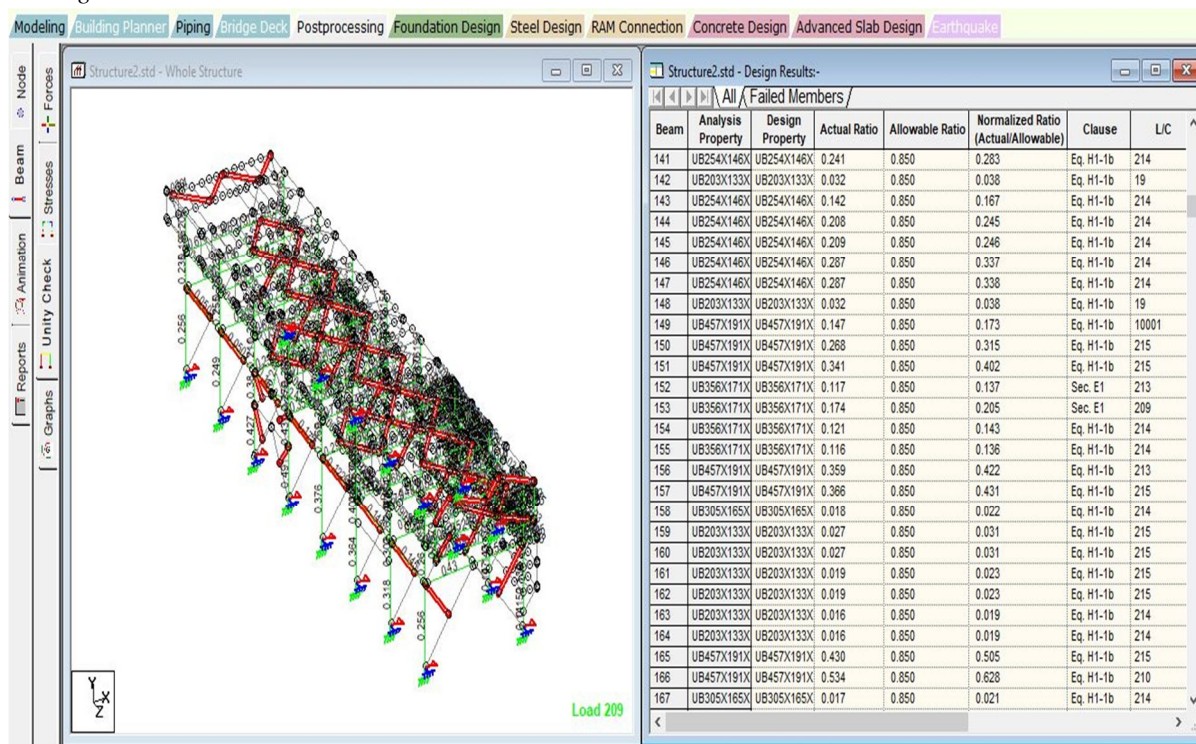 Modeling Building Planner Piping Bridge Deck Postprocessing Foundation Design Steel Design RAM Connection Concrete Design Advanced Slab Design Earthquake
Node
Beam
Animation
Reports
Forces
Stresses
Unity Check
Graphs
Structure2.std - Whole Structure
0.256
0.249
0.427
0.376
0.364
0.318
0.256
Y
X
Z
Load 209
Structure2.std - Design Results:-
All Failed Members
Beam Analysis Property Design Property Actual Ratio Allowable Ratio Normalized Ratio (Actual/Allowable) Clause L/C
141 UB254X146X UB254X146X 0.241 0.850 0.283 Eq. H1-1b 214
142 UB203X133X UB203X133X 0.032 0.850 0.038 Eq. H1-1b 19
143 UB254X146X UB254X146X 0.142 0.850 0.167 Eq. H1-1b 214
144 UB254X146X UB254X146X 0.208 0.850 0.245 Eq. H1-1b 214
145 UB254X146X UB254X146X 0.209 0.850 0.246 Eq. H1-1b 214
146 UB254X146X UB254X146X 0.287 0.850 0.337 Eq. H1-1b 214
147 UB254X146X UB254X146X 0.287 0.850 0.338 Eq. H1-1b 214
148 UB203X133X UB203X133X 0.032 0.850 0.038 Eq. H1-1b 19
149 UB457X191X UB457X191X 0.147 0.850 0.173 Eq. H1-1b 10001
150 UB457X191X UB457X191X 0.268 0.850 0.315 Eq. H1-1b 215
151 UB457X191X UB457X191X 0.341 0.850 0.402 Eq. H1-1b 215
152 UB356X171X UB356X171X 0.117 0.850 0.137 Sec. E1 213
153 UB356X171X UB356X171X 0.174 0.850 0.205 Sec. E1 209
154 UB356X171X UB356X171X 0.121 0.850 0.143 Eq. H1-1b 214
155 UB356X171X UB356X171X 0.116 0.850 0.136 Eq. H1-1b 214
156 UB457X191X UB457X191X 0.359 0.850 0.422 Eq. H1-1b 213
157 UB457X191X UB457X191X 0.366 0.850 0.431 Eq. H1-1b 215
158 UB305X165X UB305X165X 0.018 0.850 0.022 Eq. H1-1b 214
159 UB203X133X UB203X133X 0.027 0.850 0.031 Eq. H1-1b 215
160 UB203X133X UB203X133X 0.027 0.850 0.031 Eq. H1-1b 215
161 UB203X133X UB203X133X 0.019 0.850 0.023 Eq. H1-1b 215
162 UB203X133X UB203X133X 0.019 0.850 0.023 Eq. H1-1b 215
163 UB203X133X UB203X133X 0.016 0.850 0.019 Eq. H1-1b 214
164 UB203X133X UB203X133X 0.016 0.850 0.019 Eq. H1-1b 214
165 UB457X191X UB457X191X 0.430 0.850 0.505 Eq. H1-1b 215
166 UB457X191X UB457X191X 0.534 0.850 0.628 Eq. H1-1b 210
167 UB305X165X UB305X165X 0.017 0.850 0.021 Eq. H1-1b 214